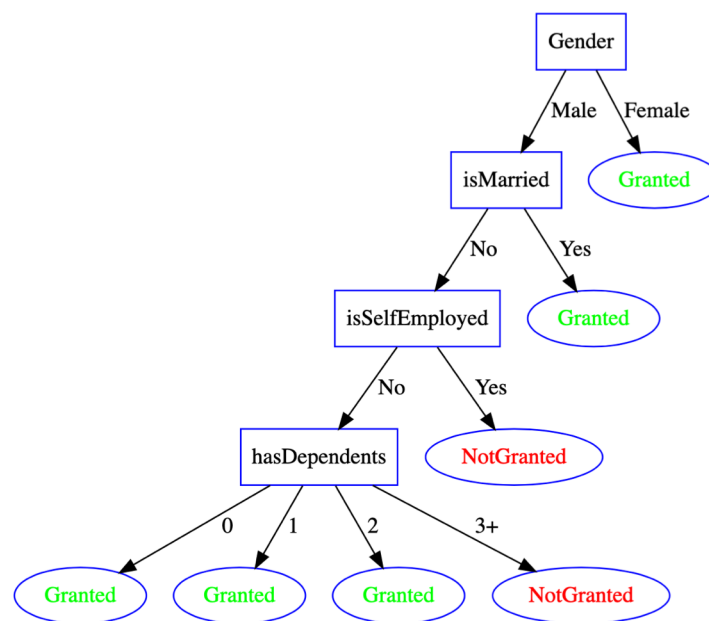 Gender
Male Female
isMarried Granted
No Yes
isSelfEmployed Granted
No Yes
hasDependents NotGranted
0 1 2 3+
Granted Granted Granted NotGranted